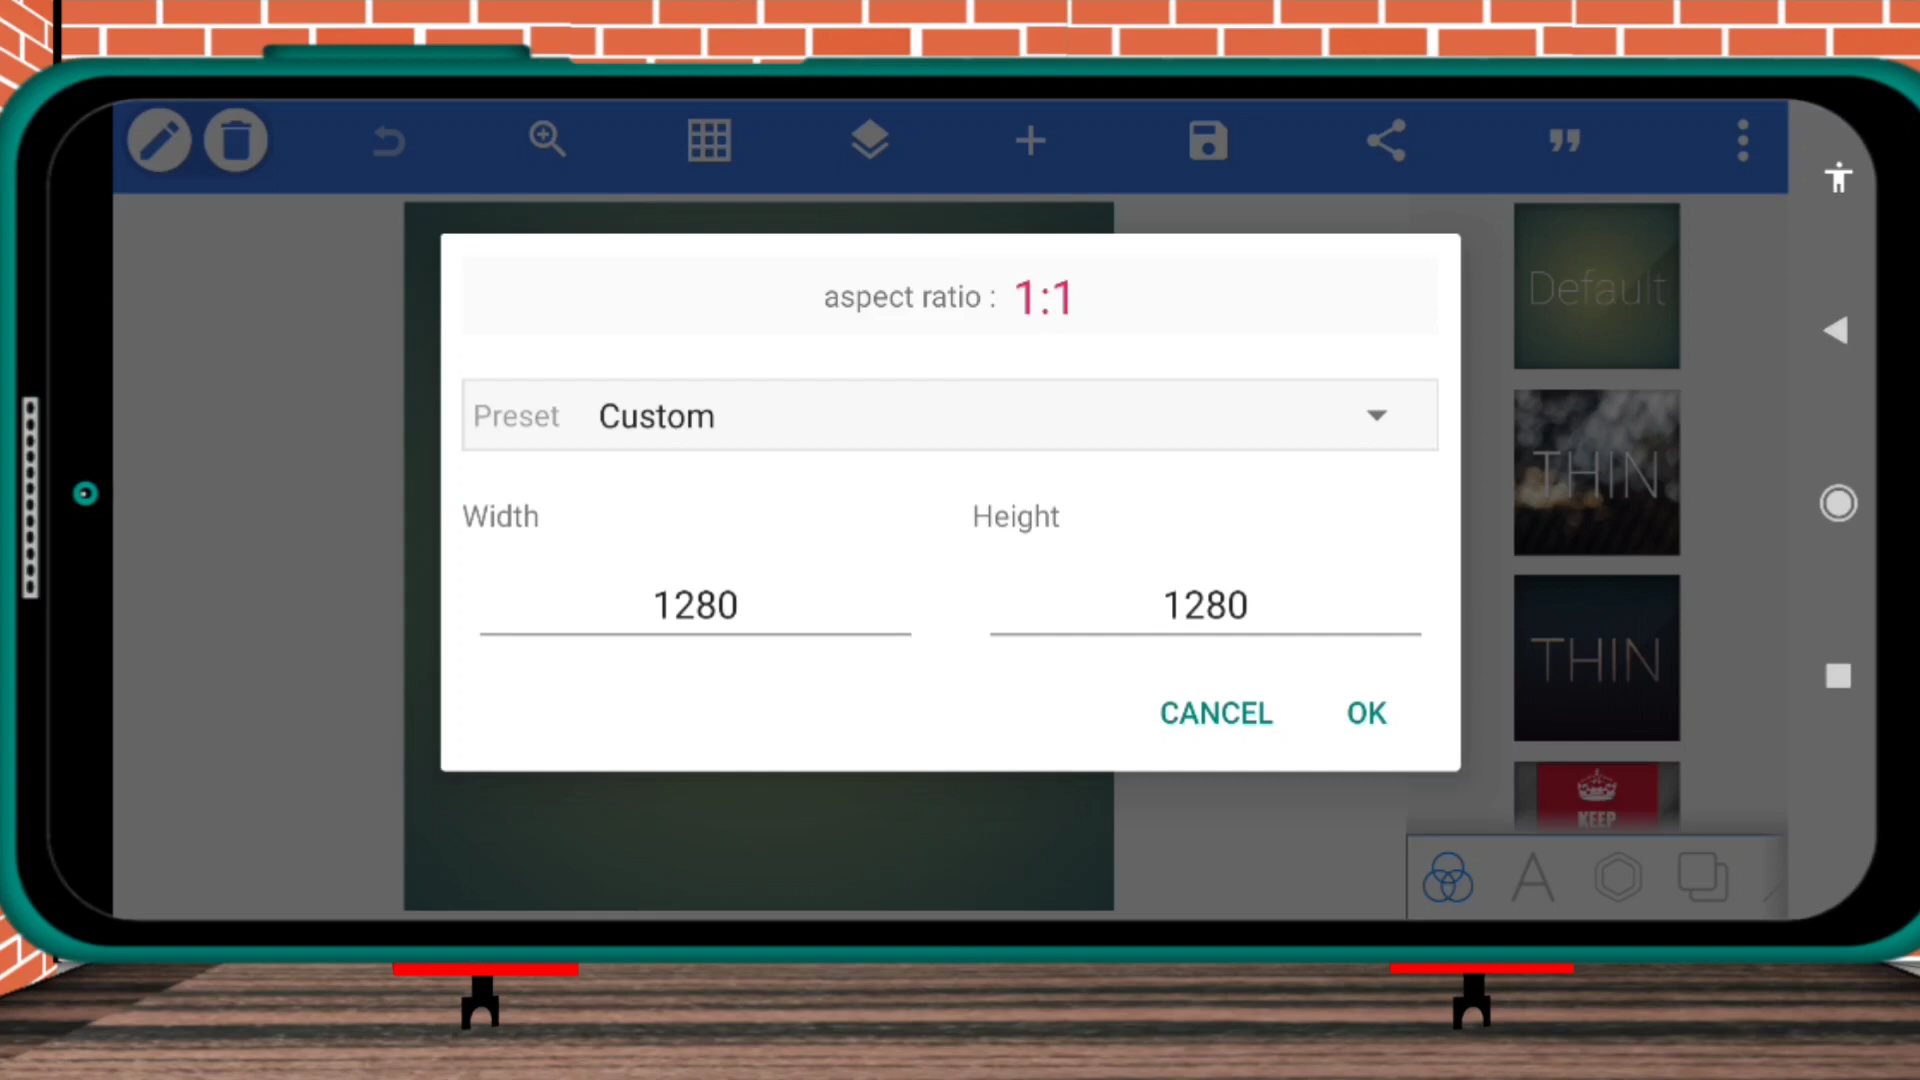 aspect ratio : 1:1
Preset Custom
Width Height
1280 1280
CANCEL OK
Default
THIN
THIN
KEEP
A